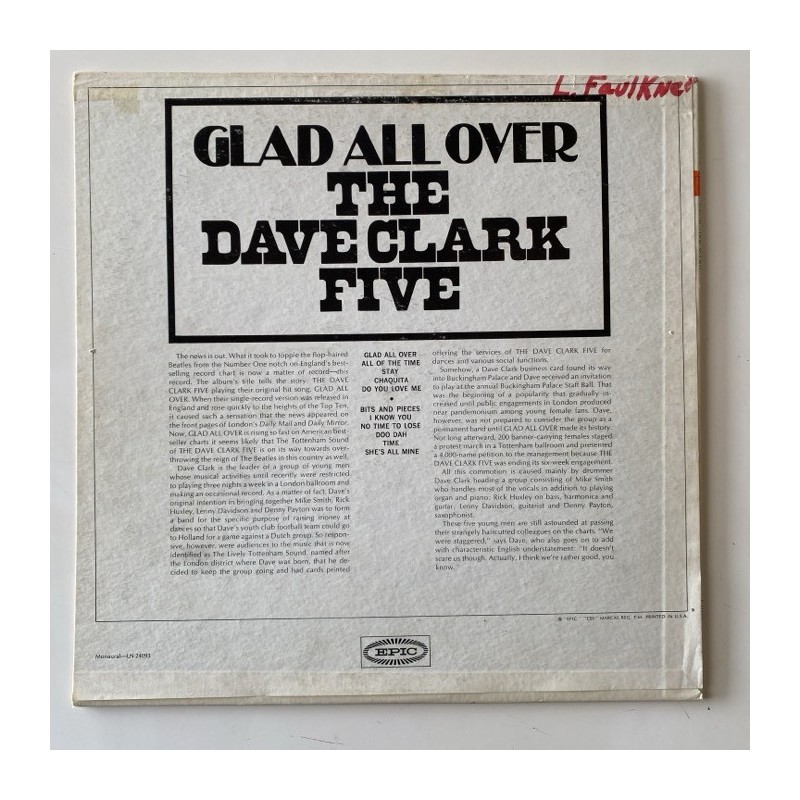 L. Faulkner
GLAD ALL OVER
THE
DAVE CLARK
FIVE
The news is out. What it took to topple the flop-haired
Beatles from the Number One notch on England's best-
selling record chart is now a matter of record—this
record. The album's title tells the story: THE DAVE
CLARK FIVE playing their original hit song, GLAD ALL
OVER. When their single-record version was released in
England and rose quickly to the heights of the Top Ten,
it caused such a sensation that the news appeared on
the front pages of London's Daily Mail and Daily Mirror.
Now, GLAD ALL OVER is rising so fast on American best-
seller charts it seems likely that The Tottenham Sound
of THE DAVE CLARK FIVE is on its way towards over-
throwing the reign of The Beatles in this country as well.
Dave Clark is the leader of a group of young men
whose musical activities until recently were restricted
to playing three nights a week in a London ballroom and
making an occasional record. As a matter of fact, Dave's
original intention in bringing together Mike Smith, Rick
Huxley, Lenny Davidson and Denny Payton was to form
a band for the specific purpose of raising money at
dances so that Dave's youth club football team could go
to Holland for a game against a Dutch group. So respon-
sive, however, were audiences to the music that is now
identified as The Lively Tottenham Sound, named after
the London district where Dave was born, that he de-
cided to keep the group going and had cards printed
GLAD ALL OVER
ALL OF THE TIME
STAY
CHAQUITA
DO YOU LOVE ME
•
BITS AND PIECES
I KNOW YOU
NO TIME TO LOSE
DOO DAH
TIME
SHE'S ALL MINE
offering the services of THE DAVE CLARK FIVE for
dances and various social functions.
Somehow, a Dave Clark business card found its way
into Buckingham Palace and Dave received an invitation
to play at the annual Buckingham Palace Staff Ball. That
was the beginning of a popularity that gradually in-
creased until public engagements in London produced
near pandemonium among young female fans. Dave,
however, was not prepared to consider the group as a
permanent band until GLAD ALL OVER made its history.
Not long afterward, 200 banner-carrying females staged
a protest march in a Tottenham ballroom and presented
a 4,000-name petition to the management because THE
DAVE CLARK FIVE was ending its six-week engagement.
All this commotion is caused mainly by drummer
Dave Clark heading a group consisting of Mike Smith
who handles most of the vocals in addition to playing
organ and piano, Rick Huxley on bass, harmonica and
guitar, Lenny Davidson, guitarist and Denny Payton,
saxophonist.
These five young men are still astounded at passing
their strangely haircutted colleagues on the charts. "We
were staggered," says Dave, who also goes on to add
with characteristic English understatement: "It doesn't
scare us though. Actually, I think we're rather good, you
know."
® "EPIC", "CBS" MARCAS REG. P.M. PRINTED IN U.S.A.
Monaural—LN 24093
EPIC